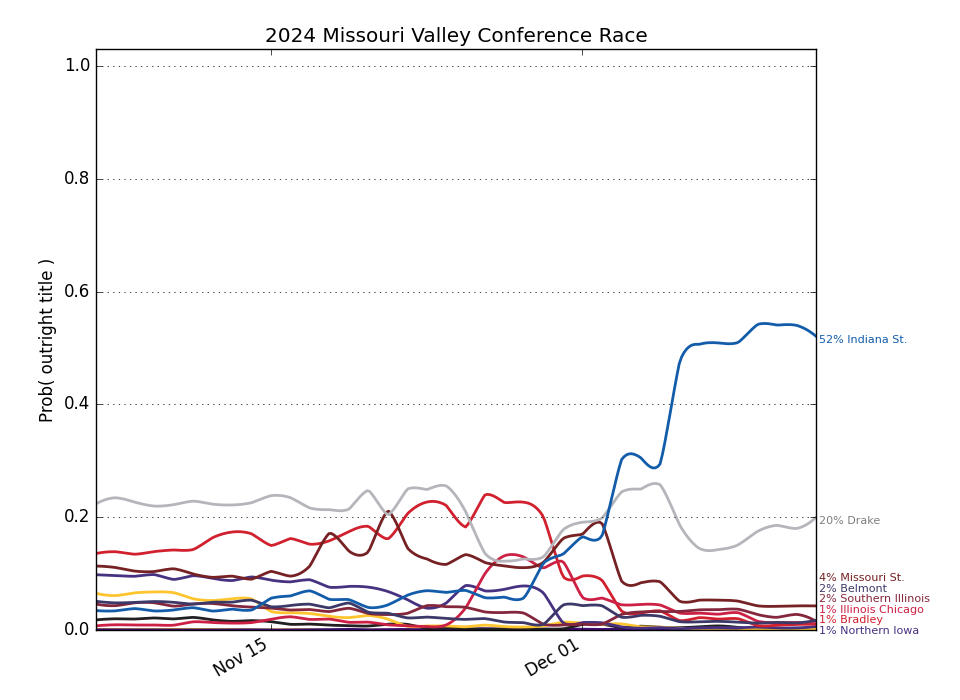 2024 Missouri Valley Conference Race
1.0
0.8
0.6
0.4
0.2
0.0
Prob( outright title )
Nov 15
Dec 01
52% Indiana St.
20% Drake
4% Missouri St.
2% Belmont
2% Southern Illinois
1% Illinois Chicago
1% Bradley
1% Northern Iowa